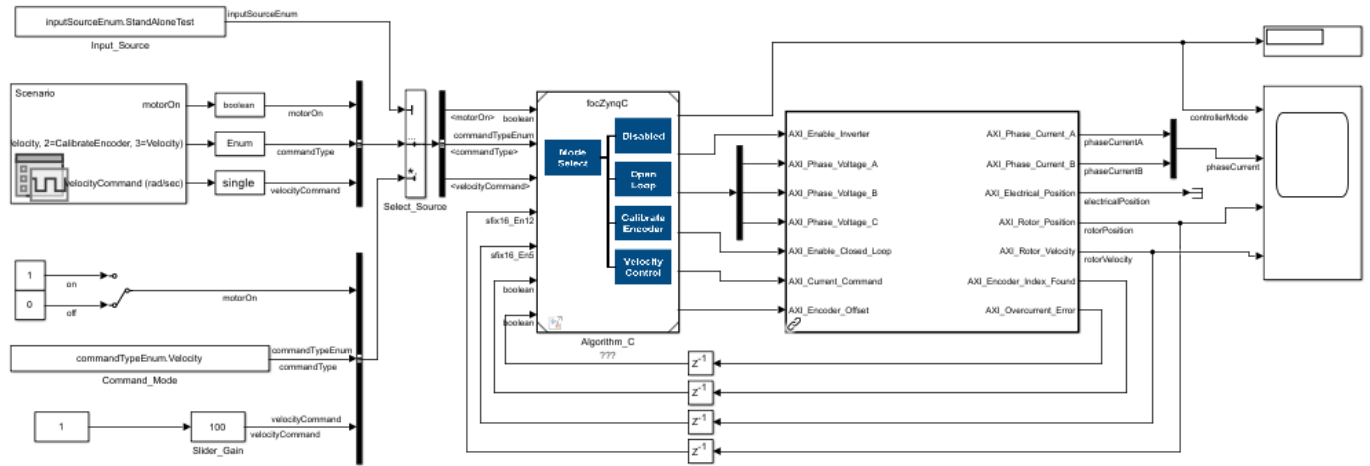 inputSourceEnum.StandAloneTest
inputSourceEnum
Input_Source
Scenario
motorOn
elocity, 2=CalibrateEncoder, 3=Velocity)
velocityCommand (rad/sec)
boolean
motorOn
Enum
commandType
single
velocityCommand
Select_Source
1
on
0
off
motorOn
commandTypeEnum.Velocity
commandTypeEnum
commandType
Command_Mode
1
100
velocityCommand
velocityCommand
Slider_Gain
<motorOn>
boolean
commandTypeEnum
<commandType>
<velocityCommand>
sfix16_En12
sfix16_En5
boolean
boolean
focZynqC
Mode
Select
Disabled
Open
Loop
Calibrate
Encoder
Velocity
Control
Algorithm_C
???
AXI_Enable_Inverter
AXI_Phase_Voltage_A
AXI_Phase_Voltage_B
AXI_Phase_Voltage_C
AXI_Enable_Closed_Loop
AXI_Current_Command
AXI_Encoder_Offset
AXI_Phase_Current_A
AXI_Phase_Current_B
AXI_Electrical_Position
AXI_Rotor_Position
AXI_Rotor_Velocity
AXI_Encoder_Index_Found
AXI_Overcurrent_Error
phaseCurrentA
phaseCurrentB
electricalPosition
rotorPosition
rotorVelocity
controllerMode
phaseCurrent
z-1
z-1
z-1
z-1